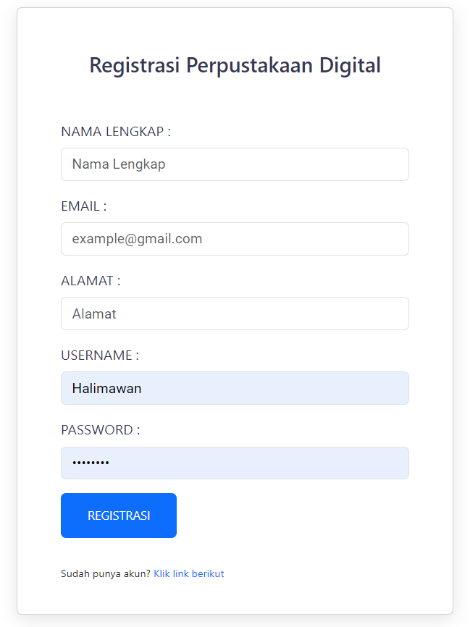 Registrasi Perpustakaan Digital
NAMA LENGKAP :
Nama Lengkap
EMAIL :
example@gmail.com
ALAMAT :
Alamat
USERNAME :
Halimawan
PASSWORD :
••••••••
REGISTRASI
Sudah punya akun? Klik link berikut